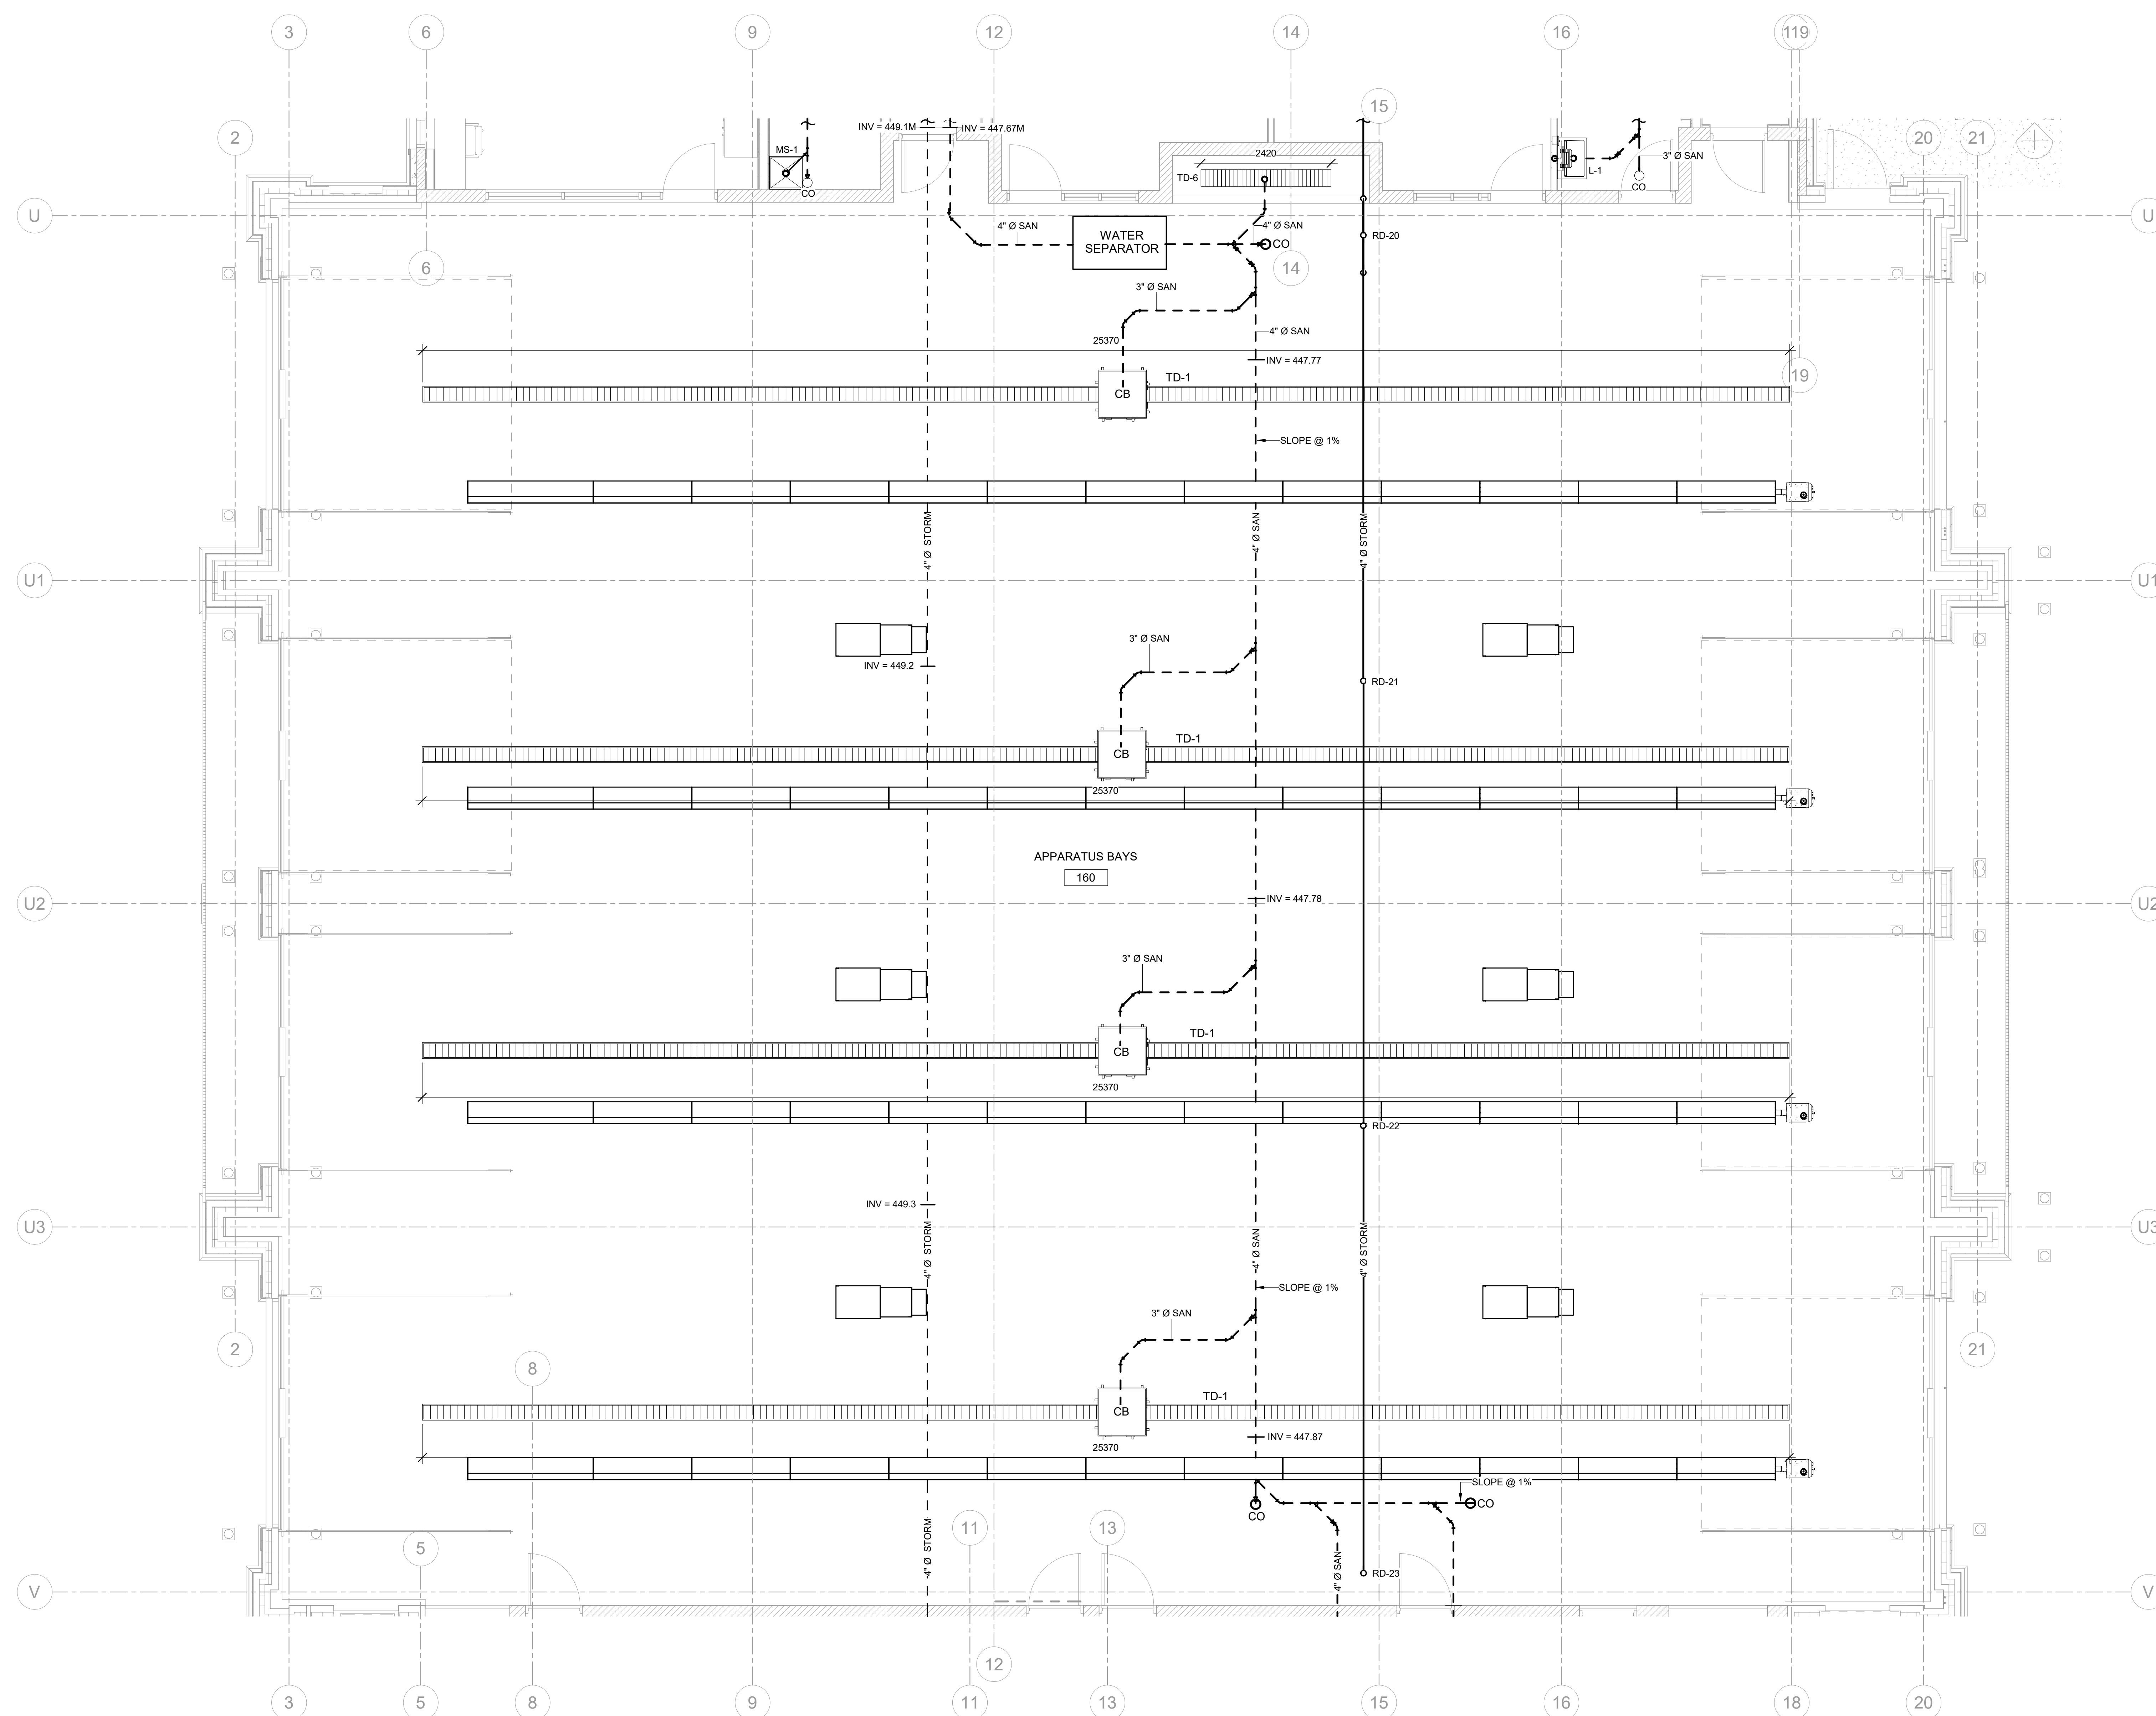 3
6
9
12
14
16
119
15
2
20
21
INV = 449.1M
INV = 447.67M
MS-1
CO
2420
TD-6
3" Ø SAN
L-1
CO
U
U
4" Ø SAN
WATER
SEPARATOR
4" Ø SAN
CO
RD-20
6
14
3" Ø SAN
4" Ø SAN
25370
INV = 447.77
TD-1
19
CB
SLOPE @ 1%
4" Ø STORM
4" Ø SAN
4" Ø STORM
U1
U1
3" Ø SAN
INV = 449.2
RD-21
TD-1
CB
25370
APPARATUS BAYS
160
INV = 447.78
U2
U2
3" Ø SAN
TD-1
CB
25370
RD-22
INV = 449.3
U3
U3
4" Ø STORM
4" Ø SAN
4" Ø STORM
SLOPE @ 1%
3" Ø SAN
2
21
8
TD-1
CB
INV = 447.87
25370
SLOPE @ 1%
CO
CO
5
11
13
4" Ø STORM
4" Ø SAN
RD-23
V
V
12
3
5
8
9
11
13
15
16
18
20